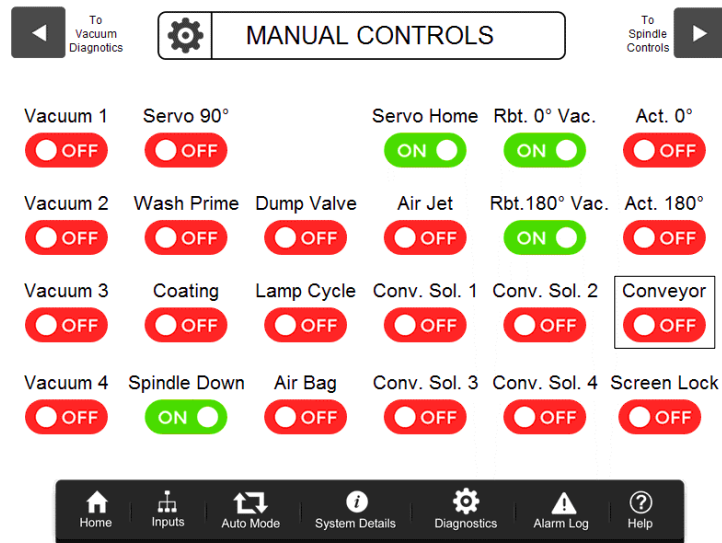 To
Vacuum
Diagnotics
MANUAL CONTROLS
To
Spindle
Controls
Vacuum 1 Servo 90° Servo Home Rbt. 0° Vac. Act. 0°
OFF OFF ON ON OFF
Vacuum 2 Wash Prime Dump Valve Air Jet Rbt.180° Vac. Act. 180°
OFF OFF OFF OFF ON OFF
Vacuum 3 Coating Lamp Cycle Conv. Sol. 1 Conv. Sol. 2 Conveyor
OFF OFF OFF OFF OFF OFF
Vacuum 4 Spindle Down Air Bag Conv. Sol. 3 Conv. Sol. 4 Screen Lock
OFF ON OFF OFF OFF OFF
Home Inputs Auto Mode System Details Diagnostics Alarm Log Help